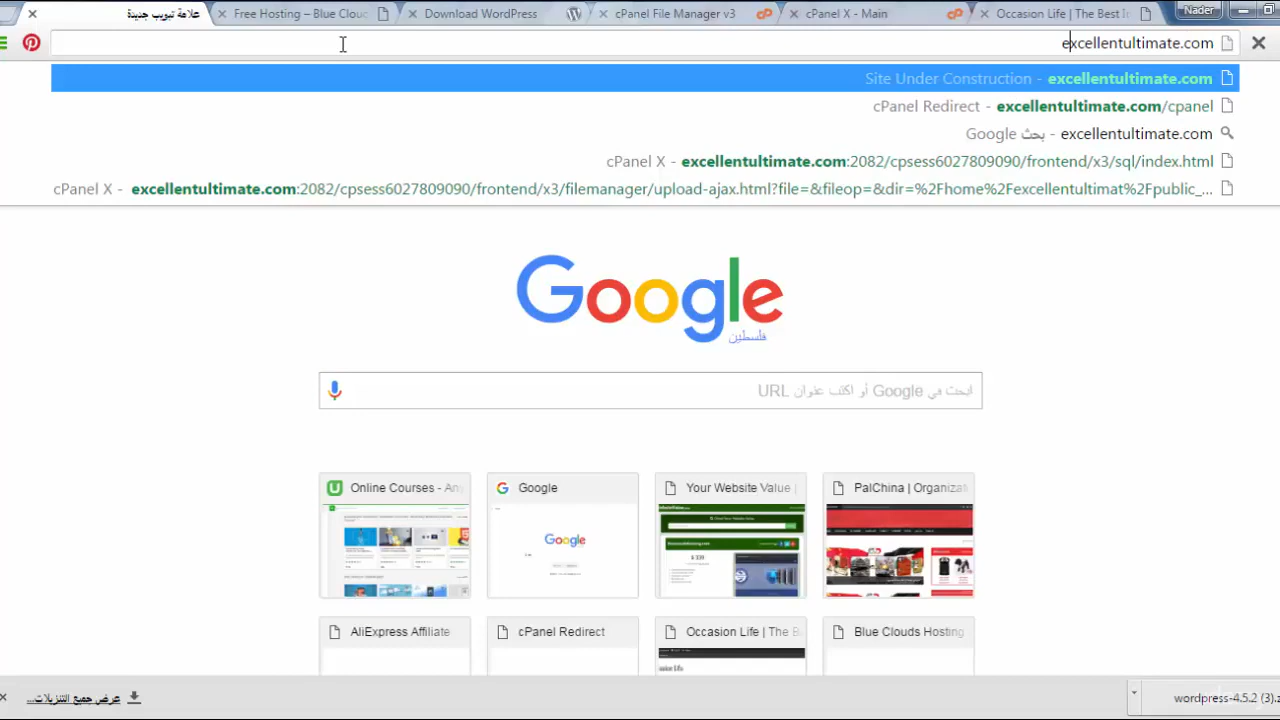 علامة تبويب جديدة
Free Hosting – Blue Clou
Download WordPress
cPanel File Manager v3
cPanel X - Main
Occasion Life | The Best I
Nader
excellentultimate.com
Site Under Construction - excellentultimate.com
cPanel Redirect - excellentultimate.com/cpanel
excellentultimate.com - بحث Google
cPanel X - excellentultimate.com:2082/cpsess6027809090/frontend/x3/sql/index.html
cPanel X - excellentultimate.com:2082/cpsess6027809090/frontend/x3/filemanager/upload-ajax.html?file=&fileop=&dir=%2Fhome%2Fexcellentultimat%2Fpublic_...
Google
فلسطين
ابحث في Google أو اكتب عنوان URL
Online Courses - An
Google
Your Website Value |
PalChina | Organizat
AliExpress Affiliate
cPanel Redirect
Occasion Life | The B
Blue Clouds Hosting
عرض جميع التنزيلات...
wordpress-4.5.2 (3).z